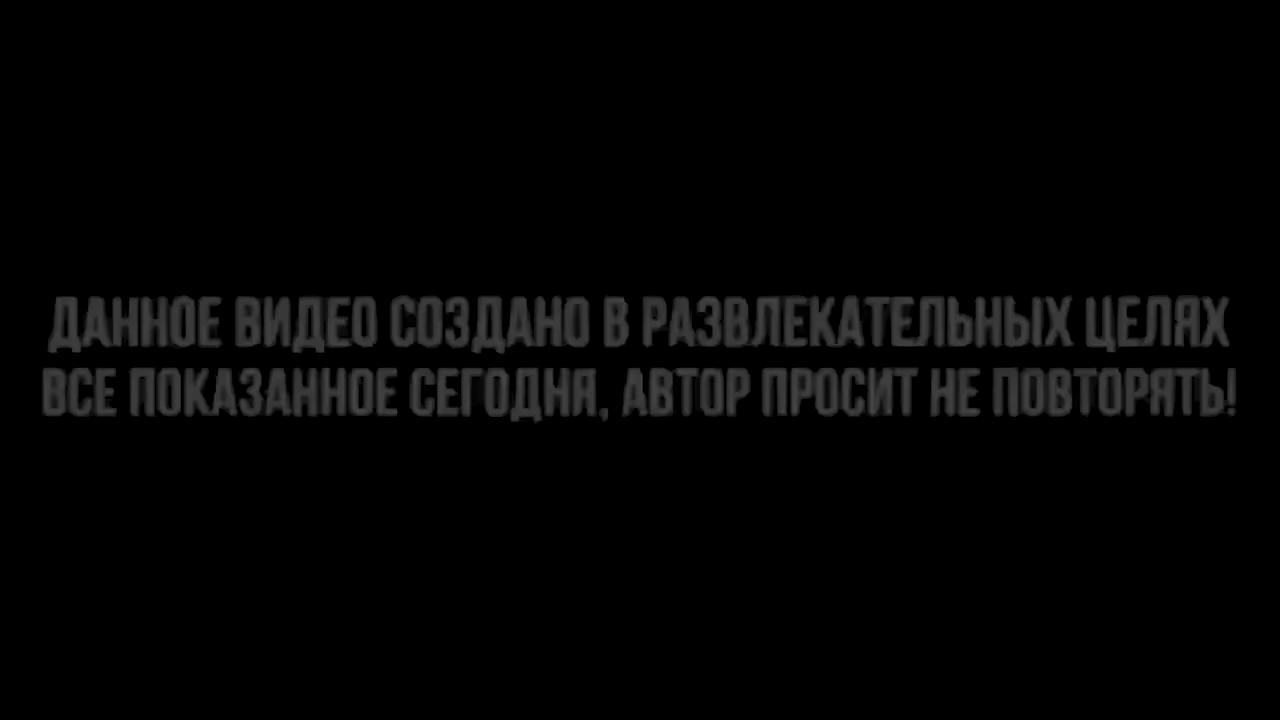 ДАННОЕ ВИДЕО СОЗДАНО В РАЗВЛЕКАТЕЛЬНЫХ ЦЕЛЯХ
ВСЕ ПОКАЗАННОЕ СЕГОДНЯ, АВТОР ПРОСИТ НЕ ПОВТОРЯТЬ!